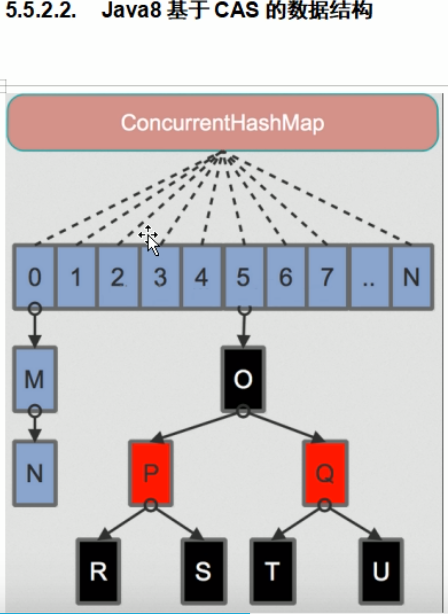 5.5.2.2. Java8 基于 CAS 的数据结构
ConcurrentHashMap
0 1 2 3 4 5 6 7 .. N
M O
N P Q
R S T U